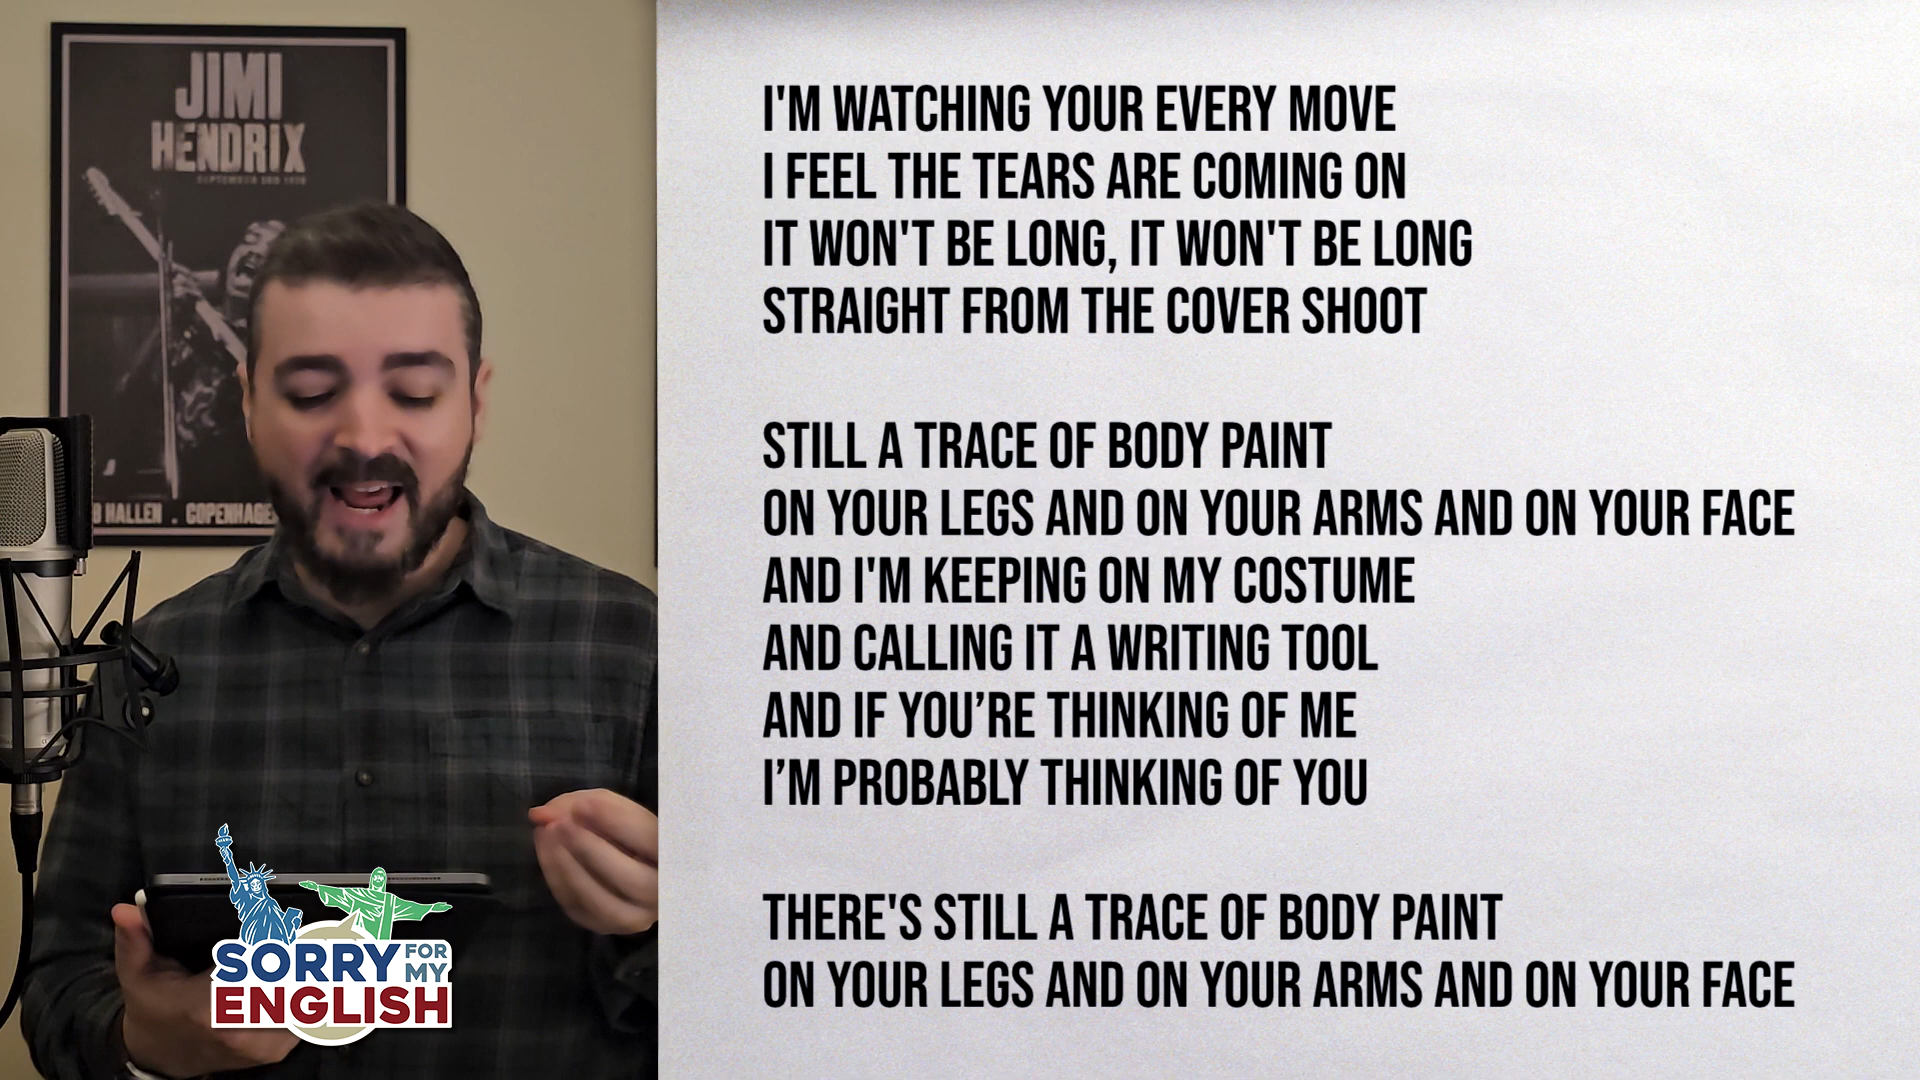 JIMI
HENDRIX
SEPTEMBER 3RD 1970
HALLEN . COPENHAGE
SORRY FOR MY
ENGLISH
I'M WATCHING YOUR EVERY MOVE
I FEEL THE TEARS ARE COMING ON
IT WON'T BE LONG, IT WON'T BE LONG
STRAIGHT FROM THE COVER SHOOT
STILL A TRACE OF BODY PAINT
ON YOUR LEGS AND ON YOUR ARMS AND ON YOUR FACE
AND I'M KEEPING ON MY COSTUME
AND CALLING IT A WRITING TOOL
AND IF YOU’RE THINKING OF ME
I’M PROBABLY THINKING OF YOU
THERE'S STILL A TRACE OF BODY PAINT
ON YOUR LEGS AND ON YOUR ARMS AND ON YOUR FACE